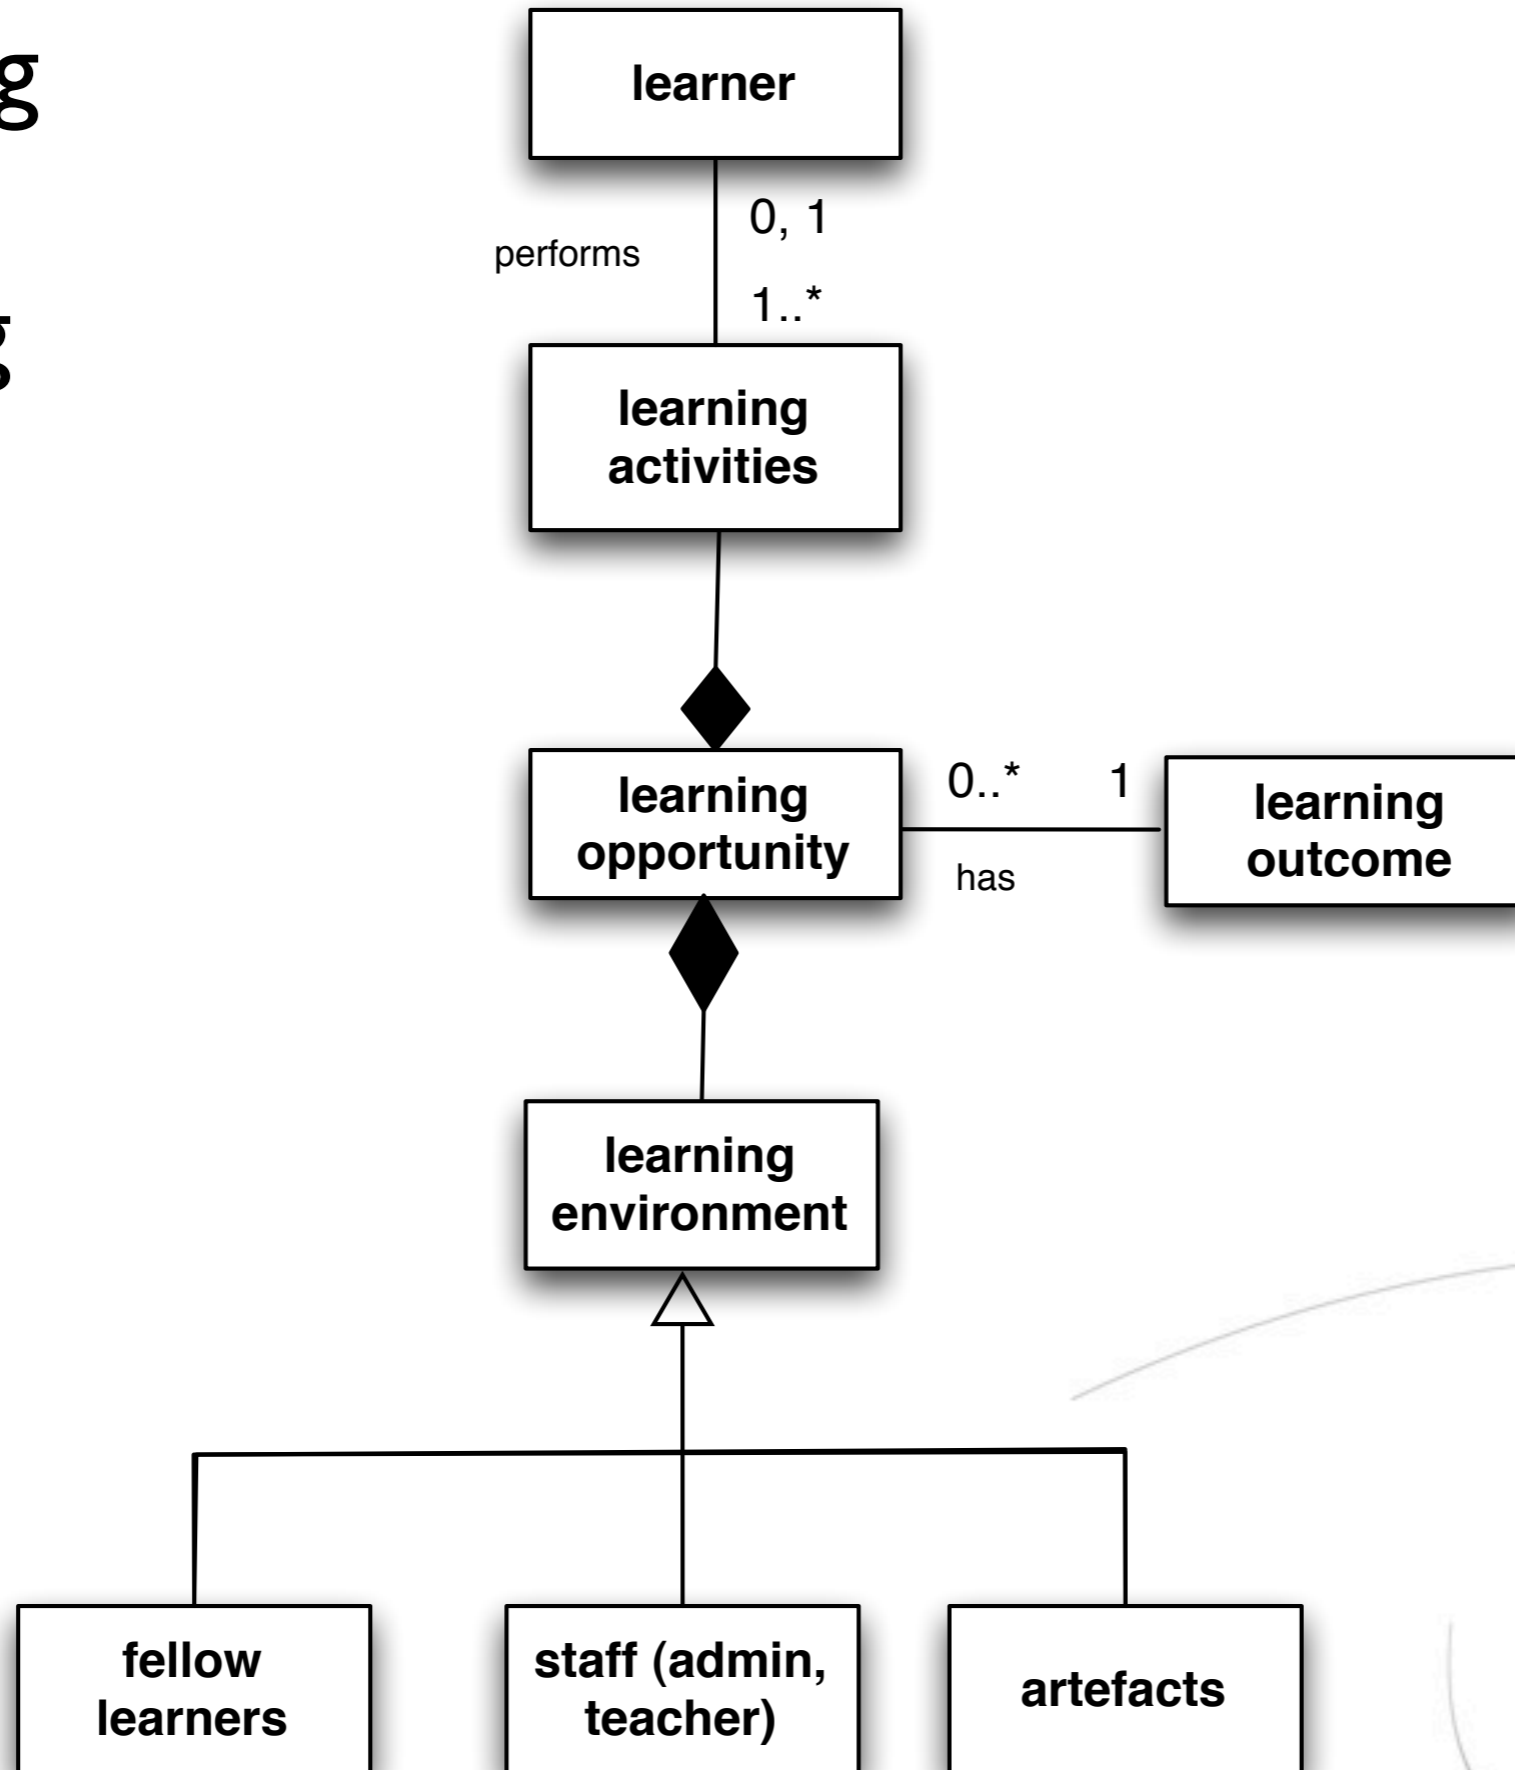 g
learner
0, 1
performs
1..*
g
learning
activities
learning
opportunity
0..* 1
has
learning
outcome
learning
environment
fellow
learners
staff (admin,
teacher)
artefacts